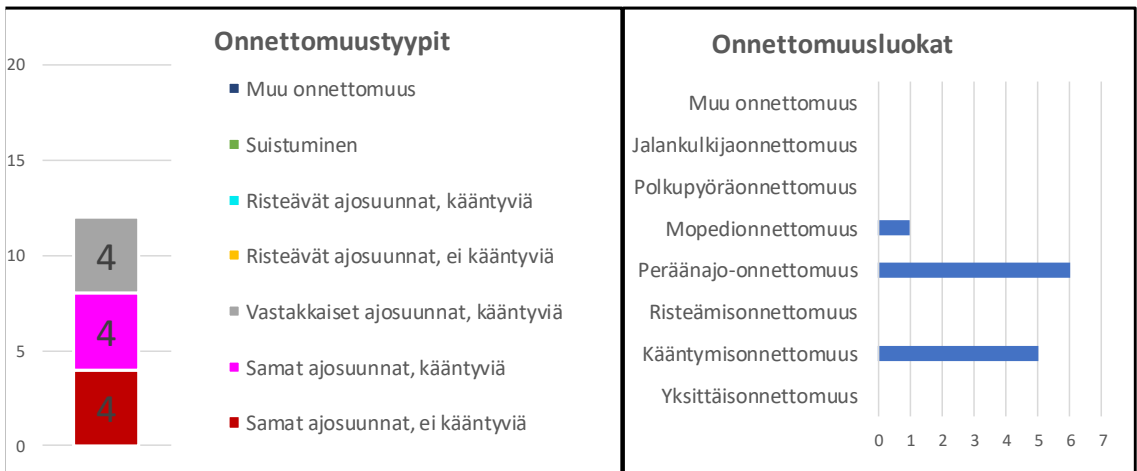 Onnettomuustyypit
20
15
10
5
0
4
4
4
Muu onnettomuus
Suistuminen
Risteävät ajosuunnat, kääntyviä
Risteävät ajosuunnat, ei kääntyviä
Vastakkaiset ajosuunnat, kääntyviä
Samat ajosuunnat, kääntyviä
Samat ajosuunnat, ei kääntyviä
Onnettomuusluokat
Muu onnettomuus
Jalankulkijaonnettomuus
Polkupyöräonnettomuus
Mopedionnettomuus
Peräänajo-onnettomuus
Risteämisonnettomuus
Kääntymisonnettomuus
Yksittäisonnettomuus
0 1 2 3 4 5 6 7